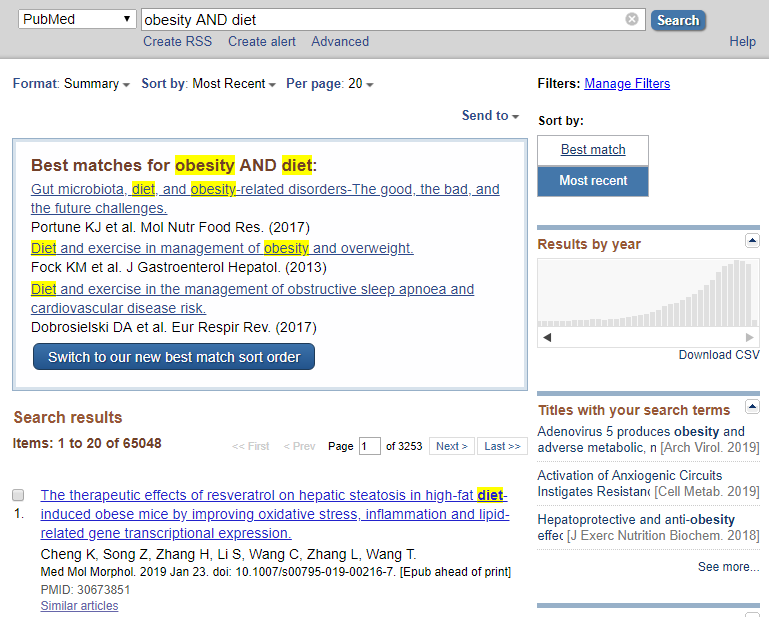 PubMed
obesity AND diet
Search
Create RSS Create alert Advanced
Help
Format: Summary Sort by: Most Recent Per page: 20
Send to
Best matches for obesity AND diet:
Gut microbiota, diet, and obesity-related disorders-The good, the bad, and
the future challenges.
Portune KJ et al. Mol Nutr Food Res. (2017)
Diet and exercise in management of obesity and overweight.
Fock KM et al. J Gastroenterol Hepatol. (2013)
Diet and exercise in the management of obstructive sleep apnoea and
cardiovascular disease risk.
Dobrosielski DA et al. Eur Respir Rev. (2017)
Switch to our new best match sort order
Search results
Items: 1 to 20 of 65048
<< First < Prev Page 1 of 3253 Next > Last >>
1.
The therapeutic effects of resveratrol on hepatic steatosis in high-fat diet-
induced obese mice by improving oxidative stress, inflammation and lipid-
related gene transcriptional expression.
Cheng K, Song Z, Zhang H, Li S, Wang C, Zhang L, Wang T.
Med Mol Morphol. 2019 Jan 23. doi: 10.1007/s00795-019-00216-7. [Epub ahead of print]
PMID: 30673851
Similar articles
Filters: Manage Filters
Sort by:
Best match
Most recent
Results by year
Download CSV
Titles with your search terms
Adenovirus 5 produces obesity and
adverse metabolic, n [Arch Virol. 2019]
Activation of Anxiogenic Circuits
Instigates Resistanc [Cell Metab. 2019]
Hepatoprotective and anti-obesity
effec [J Exerc Nutrition Biochem. 2018]
See more...